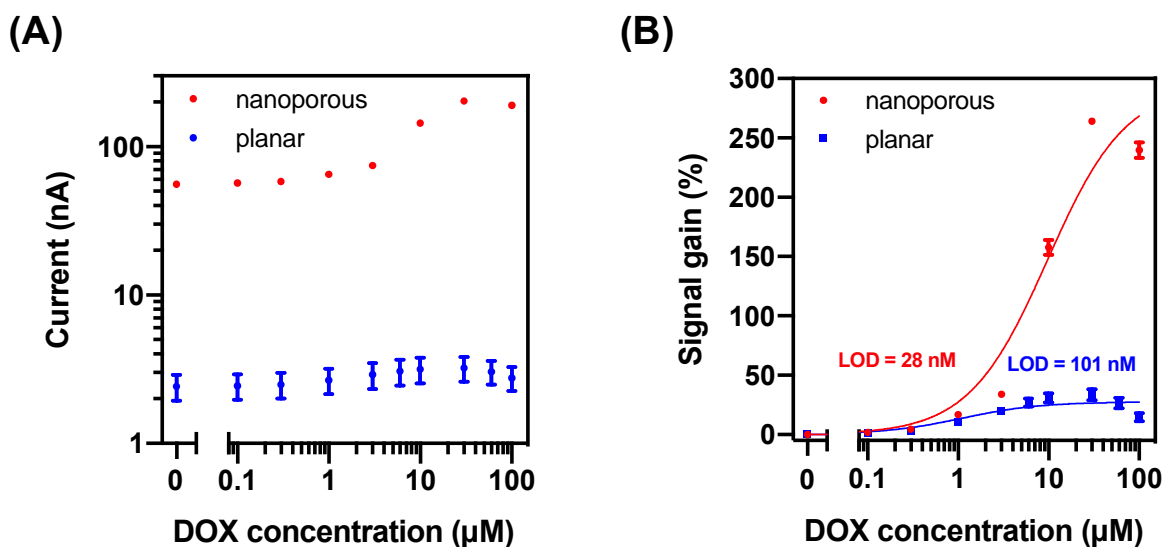 (A)
nanoporous
planar
Current (nA)
100
10
1
0 0.1 1 10 100
DOX concentration (µM)
(B)
nanoporous
planar
Signal gain (%)
300
250
200
150
100
50
0
LOD = 28 nM
LOD = 101 nM
0 0.1 1 10 100
DOX concentration (µM)